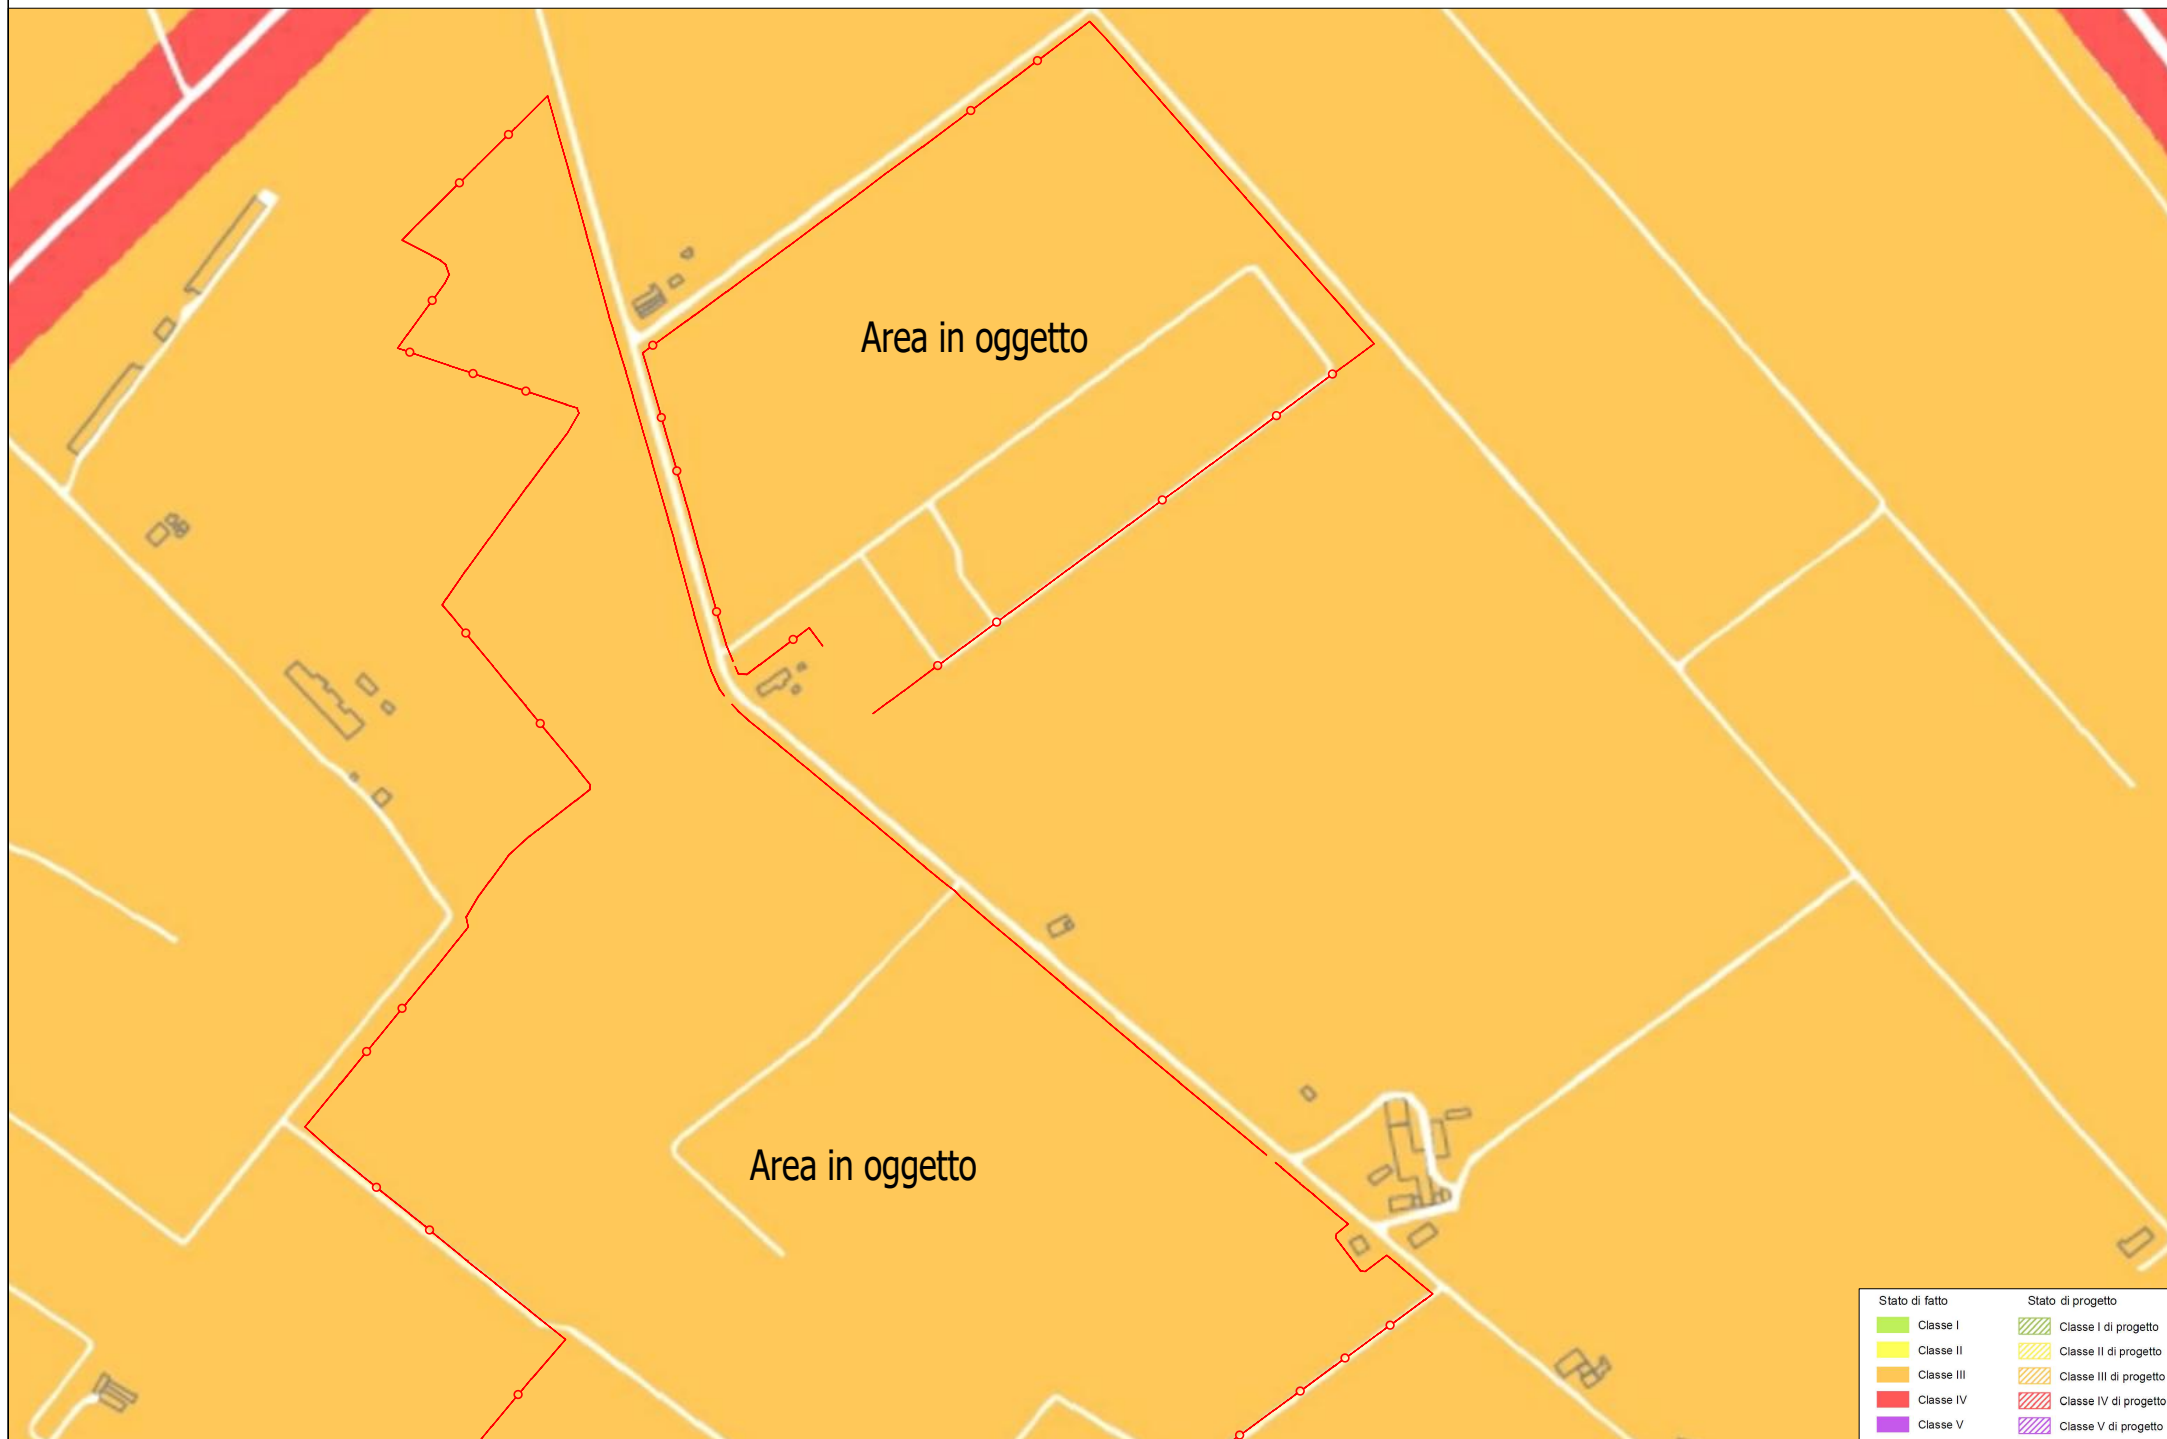 Area in oggetto
Area in oggetto
Stato di fatto
Stato di progetto
Classe I
Classe I di progetto
Classe II
Classe II di progetto
Classe III
Classe III di progetto
Classe IV
Classe IV di progetto
Classe V
Classe V di progetto